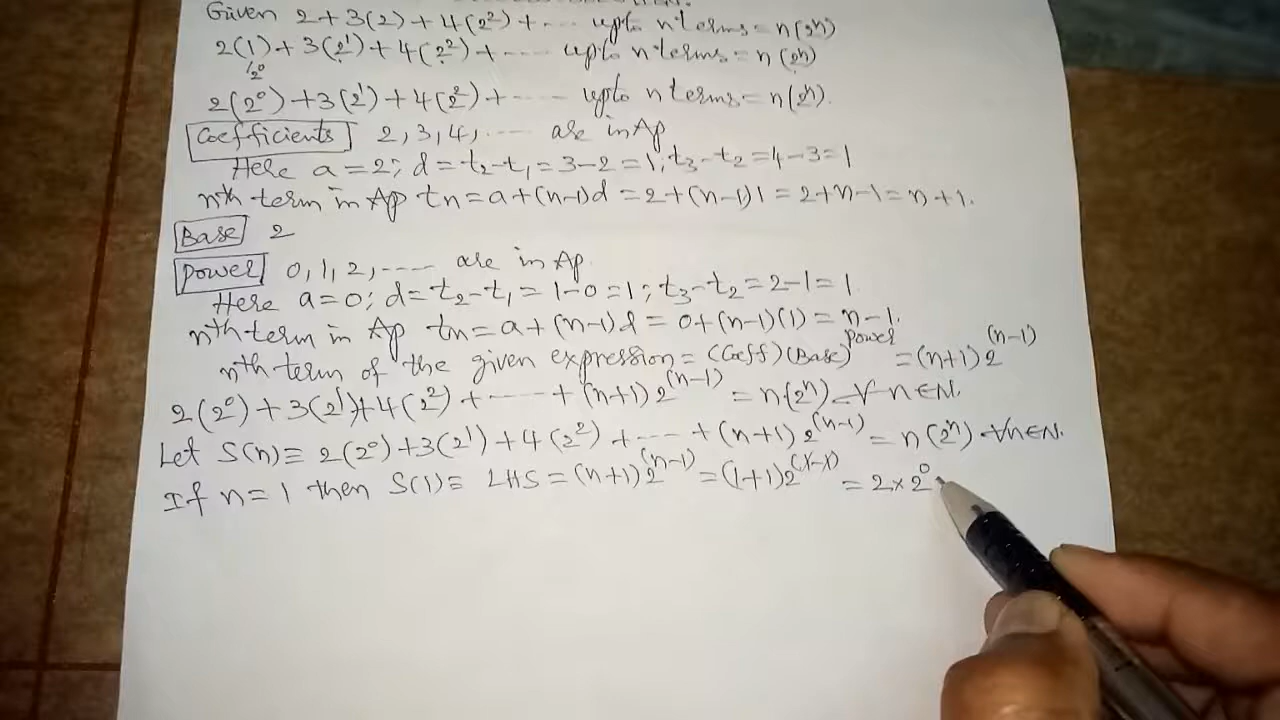 Given 2+3(2)+4(2²)+---- upto n terms=n(2ⁿ)
2(1)+3(2¹)+4(2²)+---- upto n terms=n(2ⁿ)
1/2⁰
2(2⁰)+3(2¹)+4(2²)+---- upto n terms=n(2ⁿ).
Coefficients 2,3,4,---- are in Ap
Here a=2; d=t₂-t₁=3-2=1; t₃-t₂=4-3=1
nth term in Ap tn=a+(n-1)d=2+(n-1)1=2+n-1=n+1.
Base 2
Power 0,1,2,---- are in Ap.
Here a=0; d=t₂-t₁=1-0=1; t₃-t₂=2-1=1
nth term in Ap tn=a+(n-1)d=0+(n-1)(1)=n-1.
nth term of the given expression=(Coeff)(Base)^Power =(n+1)2^(n-1)
2(2⁰)+3(2¹)+4(2²)+----+(n+1)2^(n-1)=n(2ⁿ) ∀n∈N.
Let S(n)≡2(2⁰)+3(2¹)+4(2²)+----+(n+1)2^(n-1)=n(2ⁿ) ∀n∈N.
If n=1 then S(1)≡ LHS=(n+1)2^(n-1)=(1+1)2^(1-1)=2×2⁰